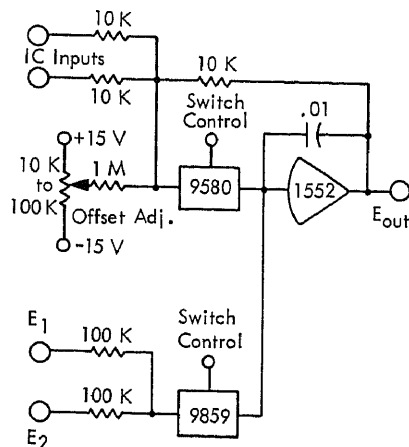 10 K
IC Inputs
10 K
10 K
Switch
Control
.01
+15 V
10 K
to
100K
1 M
Offset Adj.
-15 V
9580
1552
Eout
E1
100 K
Switch
Control
100 K
E2
9859